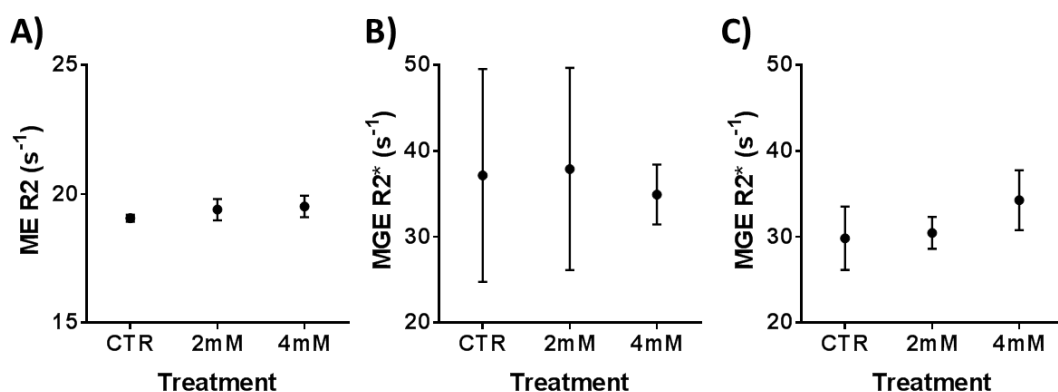 A)
ME R2 (s⁻¹)
25
20
15
CTR 2mM 4mM
Treatment
B)
MGE R2* (s⁻¹)
50
40
30
20
CTR 2mM 4mM
Treatment
C)
MGE R2* (s⁻¹)
50
40
30
20
CTR 2mM 4mM
Treatment